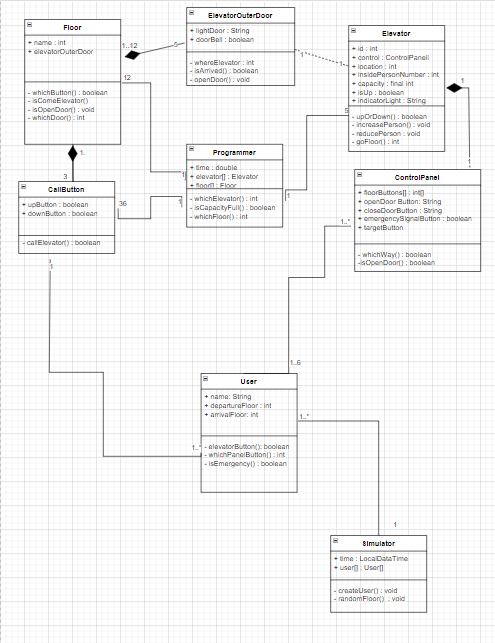 Floor
+ name : int
+ elevatorOuterDoor
- whichButton() : boolean
- isComeElevator()
- isOpenDoor() : void
- whichDoor() : int
1..12
5
12
1.
3
ElevatorOuterDoor
+ lightDoor : String
+ doorBell : boolean
- whereElevator : int
- isArrived() : boolean
- openDoor() : void
1*
1
Elevator
+ id : int
+ control : ControlPanell
+ location : int
+ insidePersonNumber : int
+ capacity : final int
+ isUp : boolean
+ indicatorLight : String
- upOrDown() : boolean
- increasePerson() : void
- reducePerson : void
- goFloor() : int
5
1
1
Programmer
+ time : double
+ elevator[] : Elevator
+ floor[] : Floor
- whichElevator() : int
- isCapacityFull() : boolean
- whichFloor() : int
1
1
1
CallButton
+ upButton : boolean
+ downButton : boolean
- callElevator() : boolean
36
1
ControlPanel
+ floorButtons[] : int[]
+ openDoor Button: String
+ closeDoorButton : String
+ emergencySignalButton : boolean
+ targetButton
- whichWay() : boolean
-isOpenDoor() : boolean
1..*
1..6
User
+ name: String
+ departureFloor : int
+ arrivalFloor: int
- elevatorButton(): boolean
- whichPanelButton() : int
- isEmergency() : boolean
1..*
1..*
1
Simulator
+ time : LocalDataTime
+ user[] : User[]
- createUser() : void
- randomFloor() : void